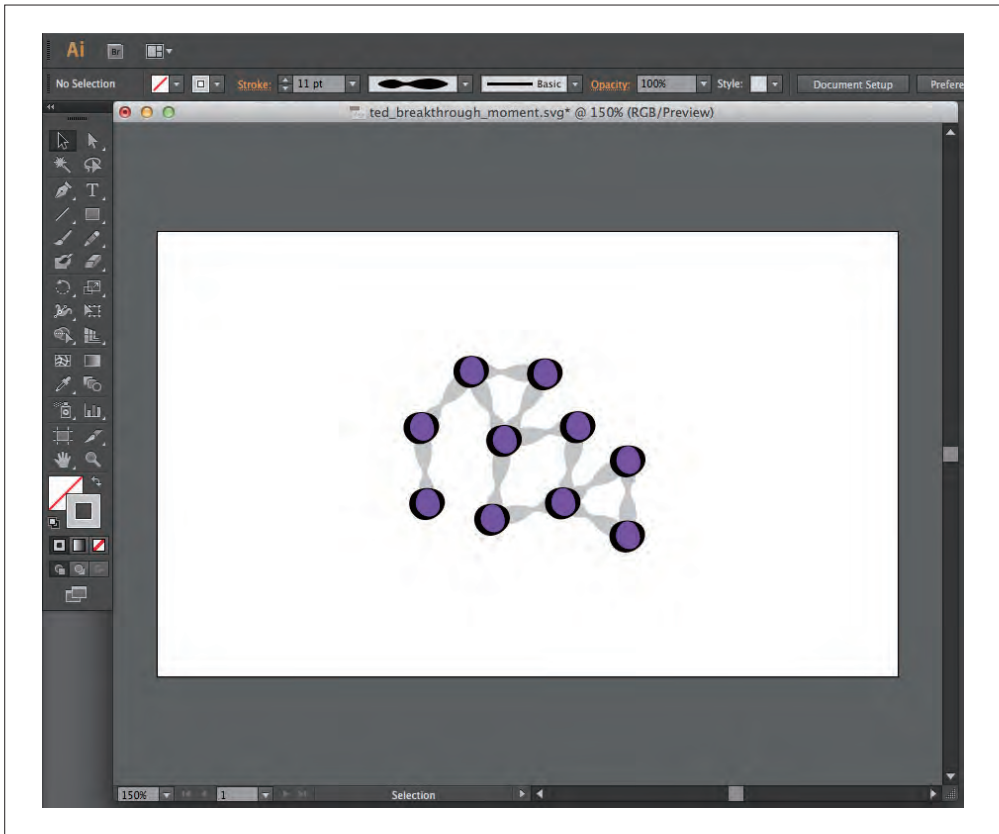 Ai Br
No Selection Stroke: 11 pt Basic Opacity: 100% Style: Document Setup Prefere
ted_breakthrough_moment.svg* @ 150% (RGB/Preview)
T
150% 1 Selection